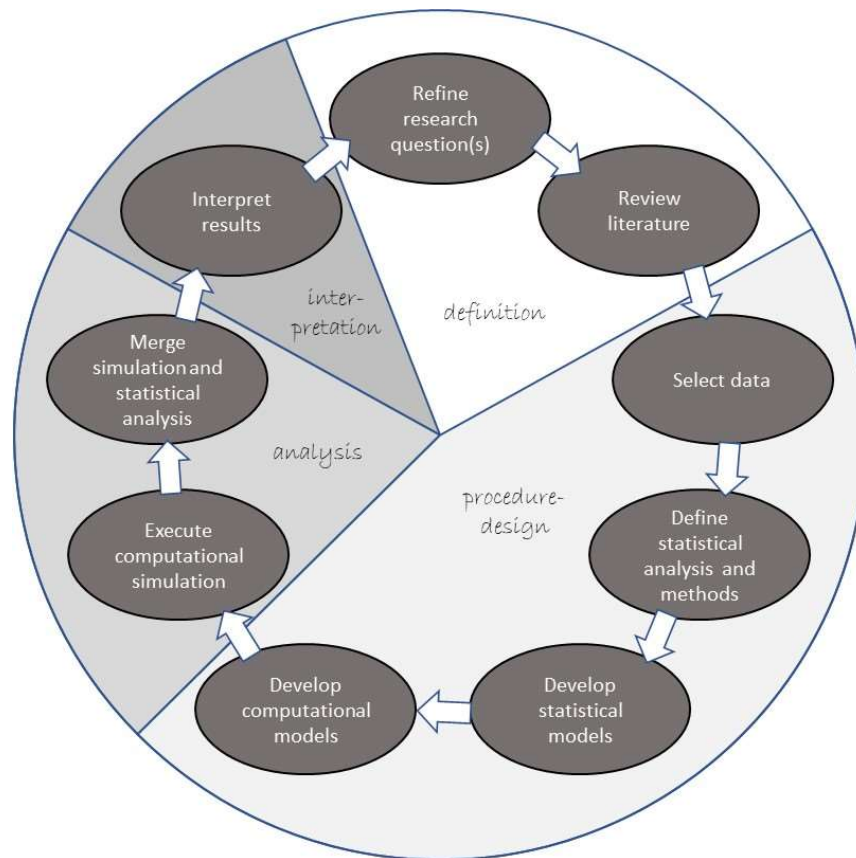 Refine
research
question(s)
Review
literature
Select data
Define
statistical
analysis and
methods
Develop
statistical
models
Develop
computational
models
Execute
computational
simulation
Merge
simulation and
statistical
analysis
Interpret
results
inter-
pretation
definition
analysis
procedure-
design